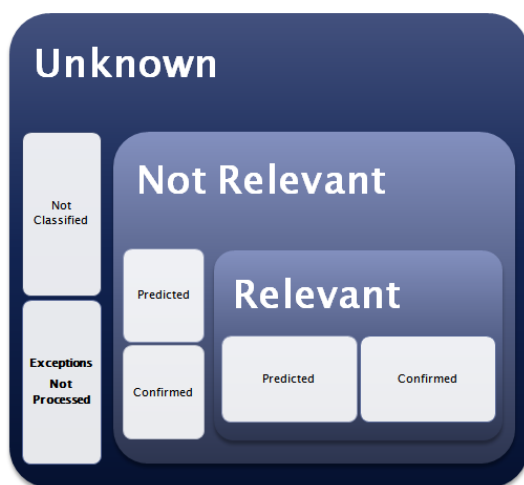 Unknown
Not
Classified
Exceptions
Not
Processed
Not Relevant
Predicted
Confirmed
Relevant
Predicted
Confirmed